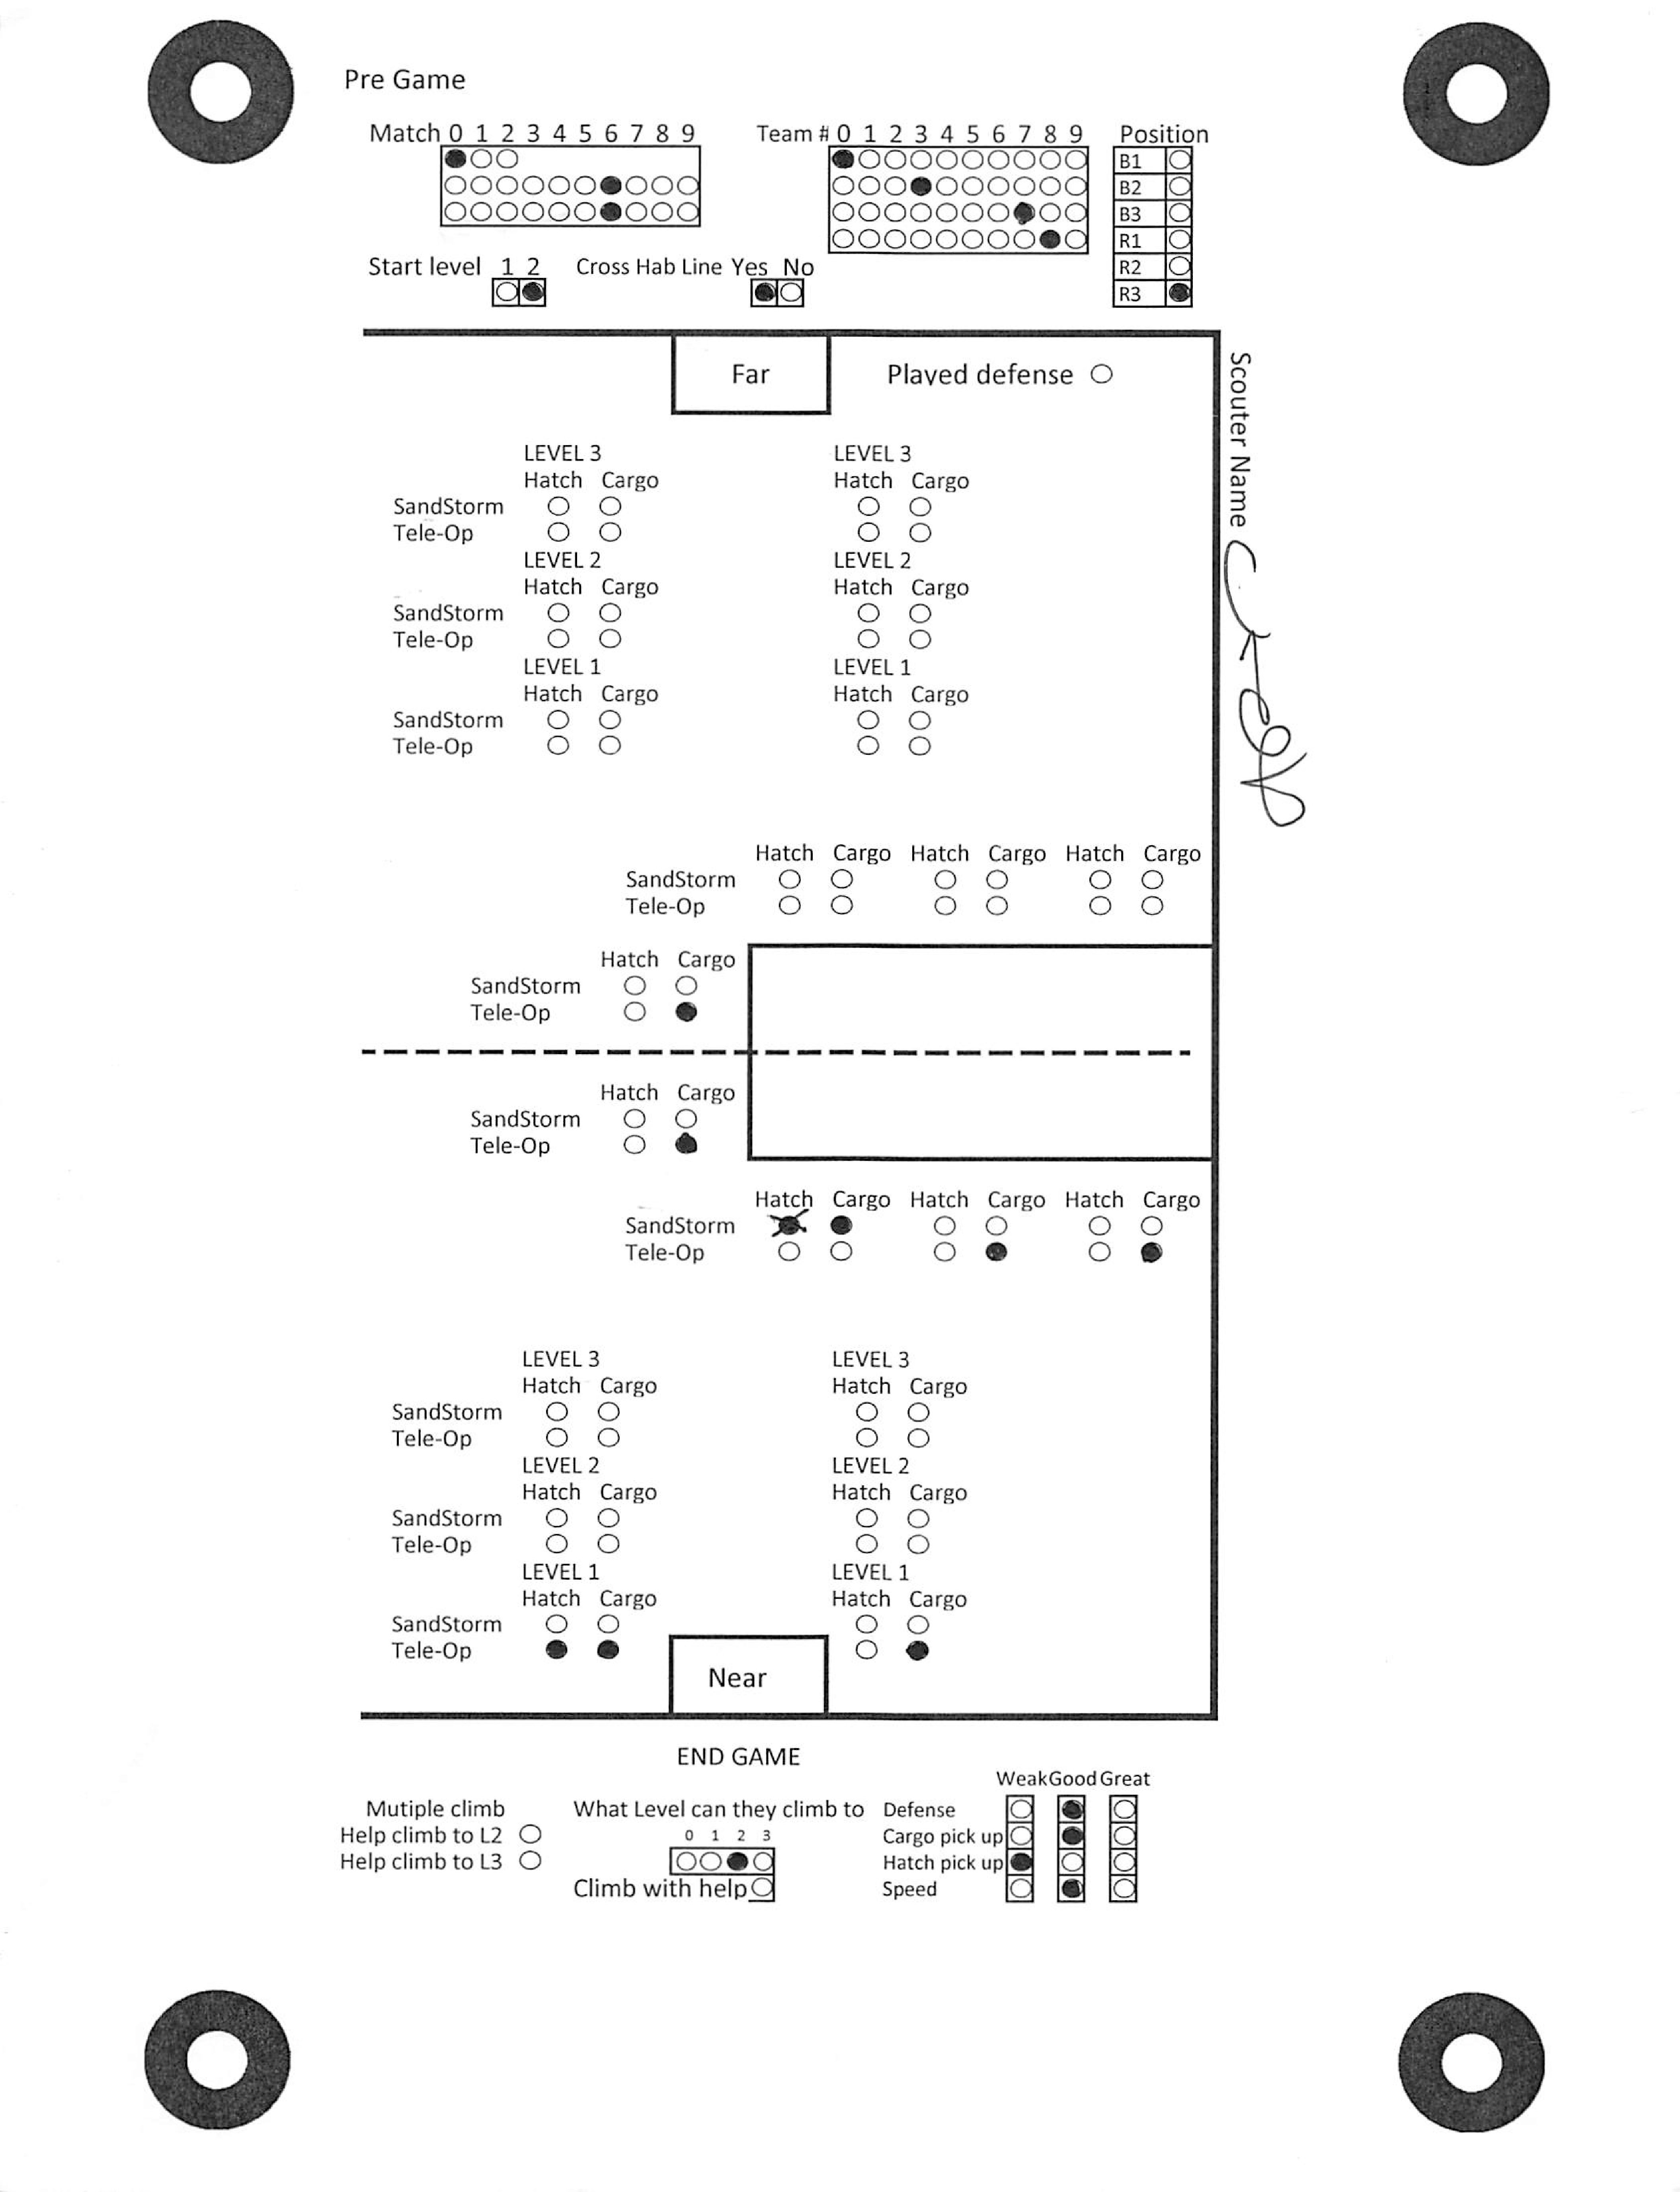 Pre Game
Match 0 1 2 3 4 5 6 7 8 9
Team # 0 1 2 3 4 5 6 7 8 9
Position
B1
B2
B3
R1
R2
R3
Start level 1 2
Cross Hab Line Yes No
Far
Played defense
Scouter Name
LEVEL 3 LEVEL 3
Hatch Cargo Hatch Cargo
SandStorm
Tele-Op
LEVEL 2 LEVEL 2
Hatch Cargo Hatch Cargo
SandStorm
Tele-Op
LEVEL 1 LEVEL 1
Hatch Cargo Hatch Cargo
SandStorm
Tele-Op
Hatch Cargo Hatch Cargo Hatch Cargo
SandStorm
Tele-Op
Hatch Cargo
SandStorm
Tele-Op
Hatch Cargo
SandStorm
Tele-Op
Hatch Cargo Hatch Cargo Hatch Cargo
SandStorm
Tele-Op
LEVEL 3 LEVEL 3
Hatch Cargo Hatch Cargo
SandStorm
Tele-Op
LEVEL 2 LEVEL 2
Hatch Cargo Hatch Cargo
SandStorm
Tele-Op
LEVEL 1 LEVEL 1
Hatch Cargo Hatch Cargo
SandStorm
Tele-Op
Near
END GAME
Mutiple climb
Help climb to L2
Help climb to L3
What Level can they climb to
0 1 2 3
Climb with help
Weak Good Great
Defense
Cargo pick up
Hatch pick up
Speed